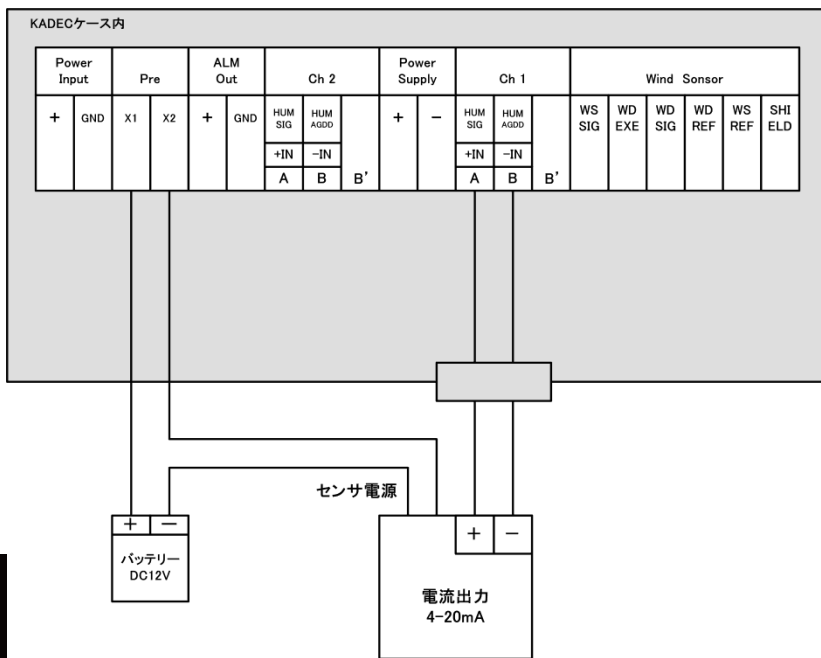 KADECケース内
Power Input
Pre
ALM Out
Ch 2
Power Supply
Ch 1
Wind Sonsor
+
GND
X1
X2
+
GND
HUM SIG
HUM AGDD
+
-
HUM SIG
HUM AGDD
WS SIG
WD EXE
WD SIG
WD REF
WS REF
SHI ELD
+IN
-IN
+IN
-IN
A
B
B'
A
B
B'
センサ電源
+
-
+
-
バッテリー
DC12V
電流出力
4-20mA